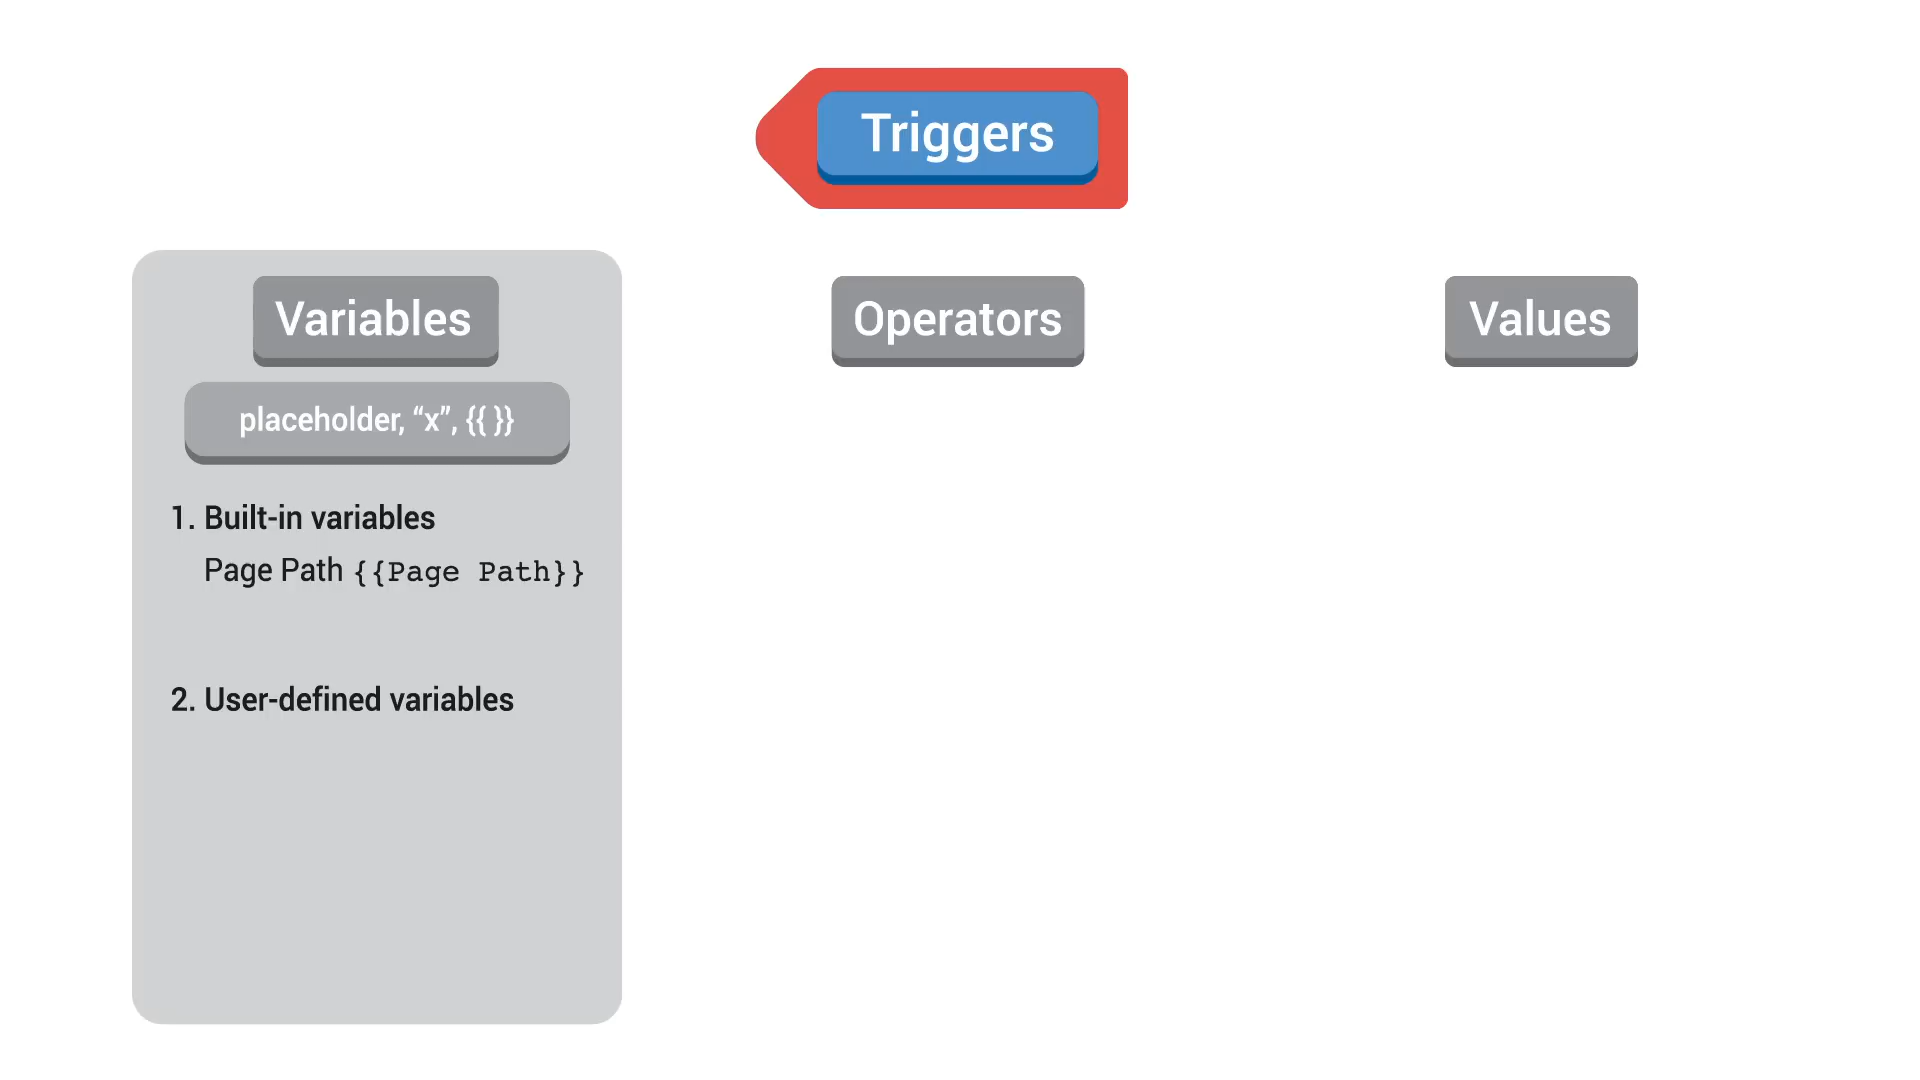 Triggers
Variables
placeholder, “x”, {{ }}
1. Built-in variables
Page Path {{Page Path}}
2. User-defined variables
Operators
Values